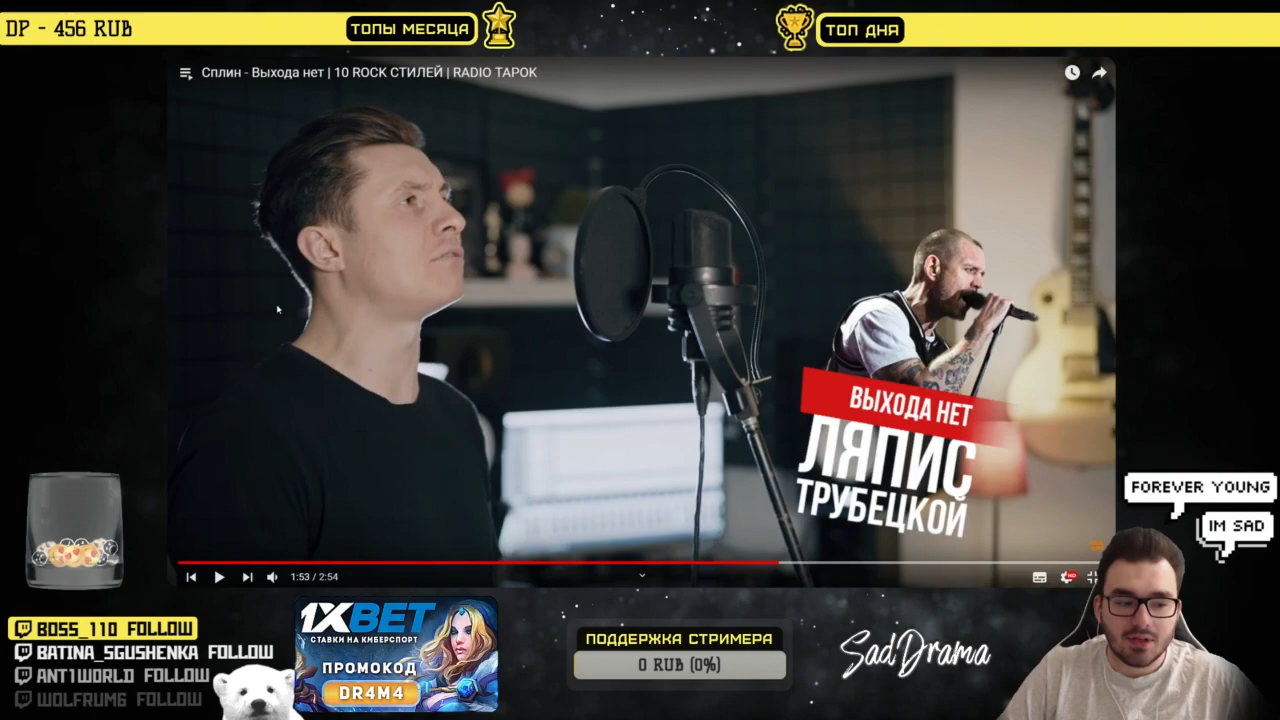 DP - 456 RUB
ТОПЫ МЕСЯЦА
ТОП ДНЯ
Сплин - Выхода нет | 10 ROCK СТИЛЕЙ | RADIO TAPOK
ВЫХОДА НЕТ
ЛЯПИС
ТРУБЕЦКОЙ
FOREVER YOUNG
IM SAD
1:53 / 2:54
HD
BOSS_110 FOLLOW
BATINA_SGUSHENKA FOLLOW
ANT1WORLD FOLLOW
WOLFRUM6 FOLLOW
1XBET
СТАВКИ НА КИБЕРСПОРТ
ПРОМОКОД
DR4M4
ПОДДЕРЖКА СТРИМЕРА
0 RUB (0%)
SadDrama